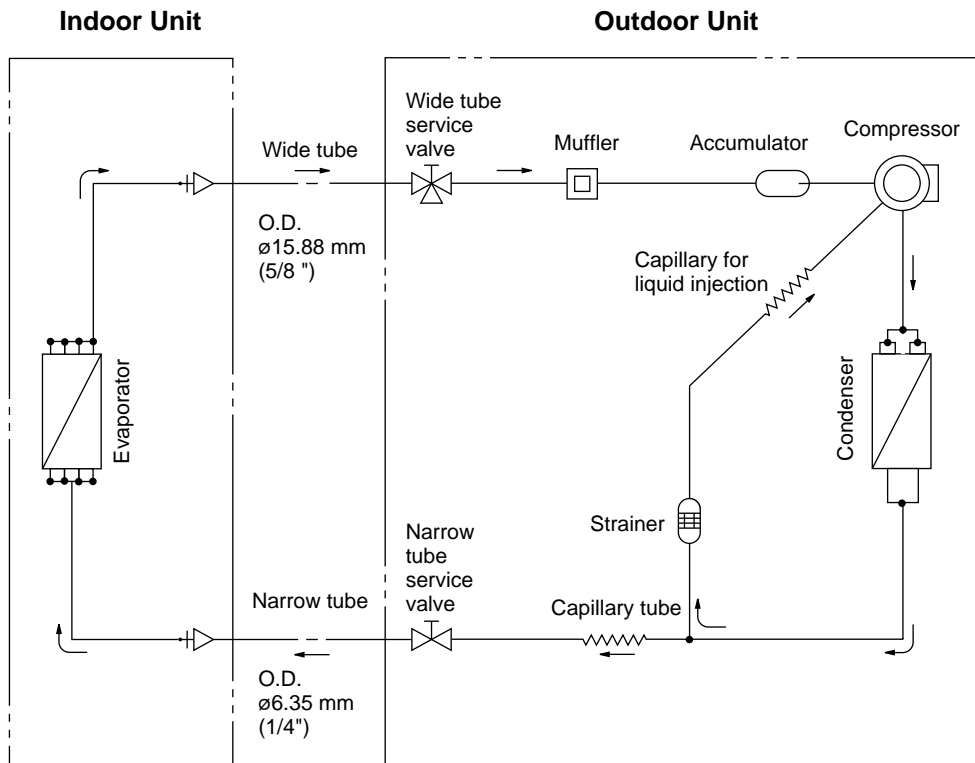 Indoor Unit
Outdoor Unit
Wide tube
service
valve
Compressor
Muffler
Accumulator
Wide tube
O.D.
ø15.88 mm
(5/8 ")
Capillary for
liquid injection
Evaporator
Condenser
Strainer
Narrow
tube
service
valve
Narrow tube
Capillary tube
O.D.
ø6.35 mm
(1/4")